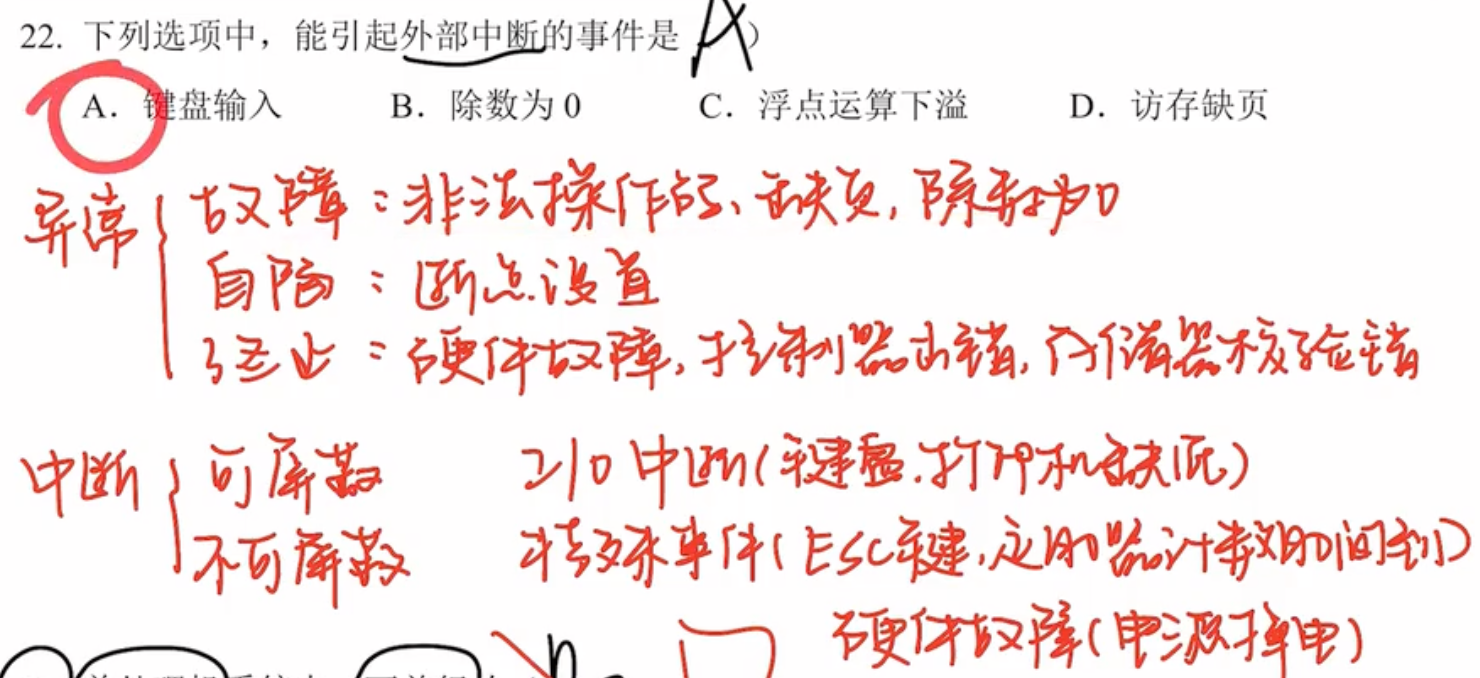 22. 下列选项中，能引起外部中断的事件是 A）
A. 键盘输入 B. 除数为 0 C. 浮点运算下溢 D. 访存缺页
异常 { 故障：非法操作码、缺页，除数为0
自陷：断点设置
终止：硬件故障，控制器出错，存储器校验错
中断 { 可屏蔽 I/O 中断（键盘、打印机缺纸）
不可屏蔽 特殊事件（ESC键，定时器计数时间到）
硬件故障（电源掉电）